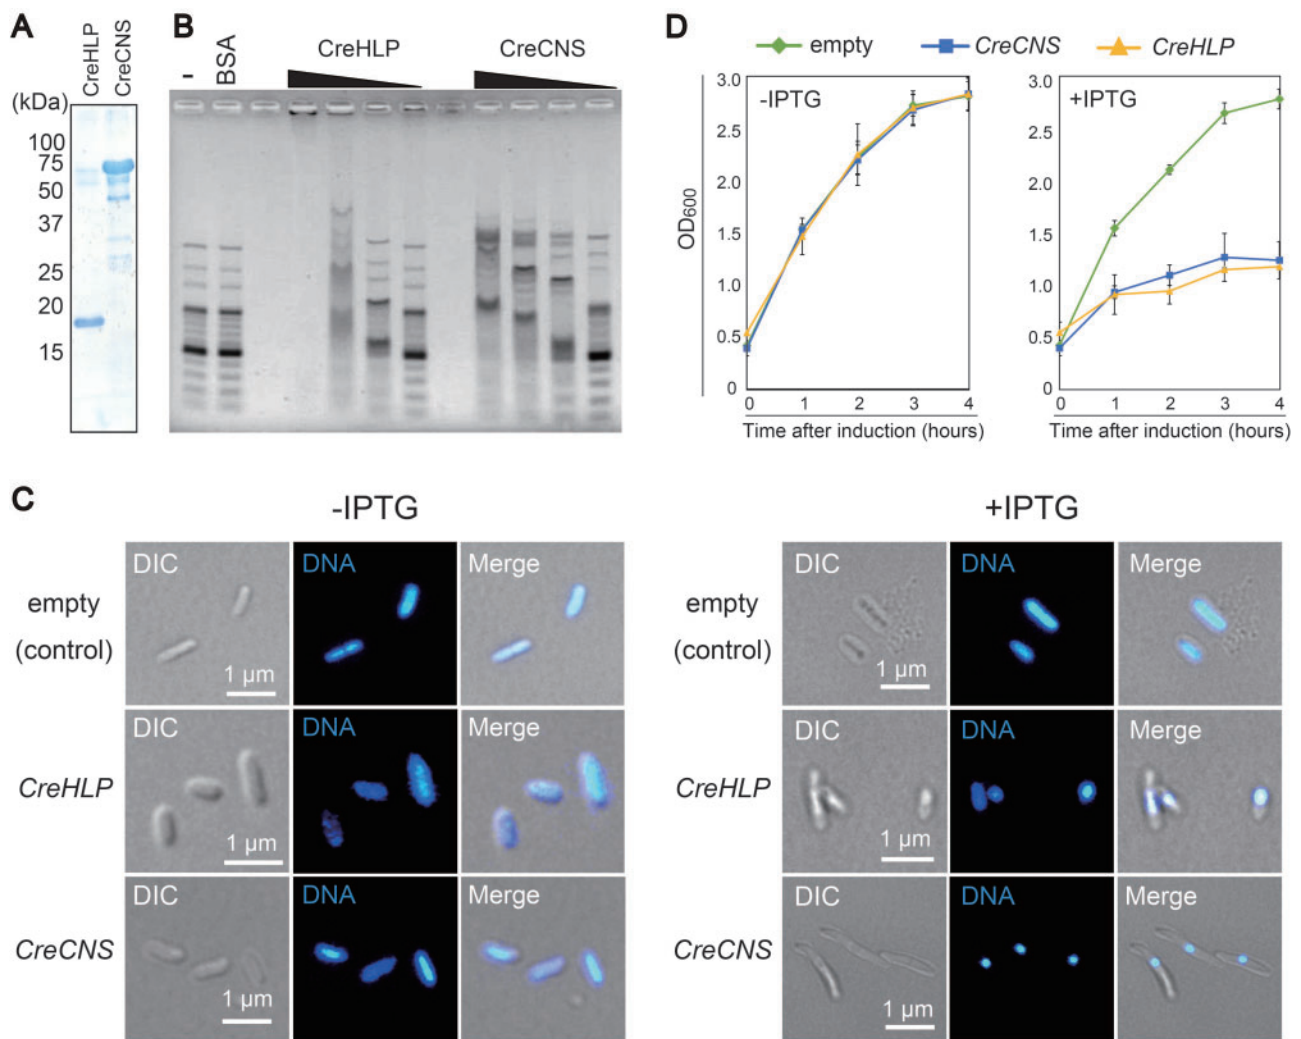 A
CreHLP
CreCNS
(kDa)
100
75
50
37
25
20
15
B
-
BSA
CreHLP
CreCNS
D
empty
CreCNS
CreHLP
-IPTG
3.0
2.5
2.0
1.5
1.0
0.5
0
OD600
0 1 2 3 4
Time after induction (hours)
+IPTG
3.0
2.5
2.0
1.5
1.0
0.5
0
0 1 2 3 4
Time after induction (hours)
C
-IPTG
empty
(control)
DIC
DNA
Merge
1 µm
CreHLP
DIC
DNA
Merge
1 µm
CreCNS
DIC
DNA
Merge
1 µm
+IPTG
empty
(control)
DIC
DNA
Merge
1 µm
CreHLP
DIC
DNA
Merge
1 µm
CreCNS
DIC
DNA
Merge
1 µm